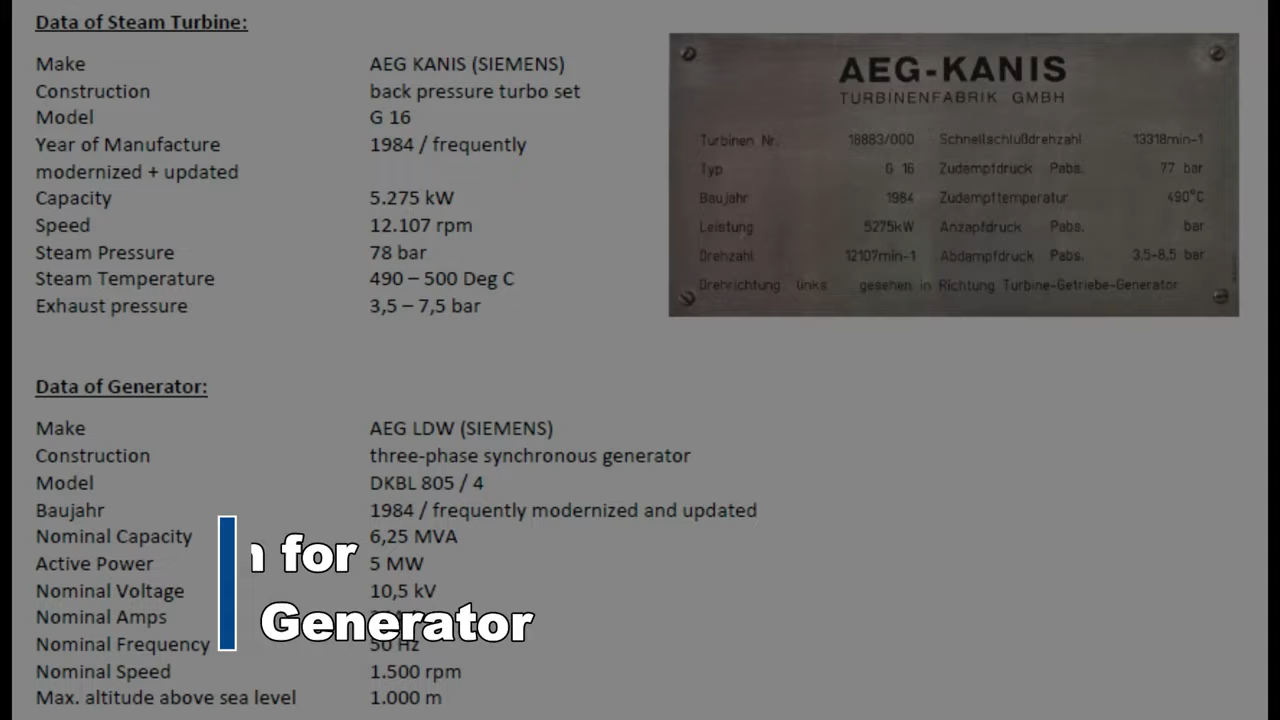 Data of Steam Turbine:
Make AEG KANIS (SIEMENS)
Construction back pressure turbo set
Model G 16
Year of Manufacture 1984 / frequently
modernized + updated
Capacity 5.275 kW
Speed 12.107 rpm
Steam Pressure 78 bar
Steam Temperature 490 – 500 Deg C
Exhaust pressure 3,5 – 7,5 bar
AEG-KANIS
TURBINENFABRIK GMBH
Turbinen Nr. 18883/000 Schnellschlußdrehzahl 13318min-1
Typ G 16 Zudampfdruck Pabs. 77 bar
Baujahr 1984 Zudampftemperatur 490°C
Leistung 5275kW Anzapfdruck Pabs. bar
Drehzahl 12107min-1 Abdampfdruck Pabs. 3,5-8,5 bar
Drehrichtung links gesehen in Richtung Turbine-Getriebe-Generator
Data of Generator:
Make AEG LDW (SIEMENS)
Construction three-phase synchronous generator
Model DKBL 805 / 4
Baujahr 1984 / frequently modernized and updated
Nominal Capacity 6,25 MVA
Active Power 5 MW
Nominal Voltage 10,5 kV
Nominal Amps
Nominal Frequency 50 Hz
Nominal Speed 1.500 rpm
Max. altitude above sea level 1.000 m
for
Generator